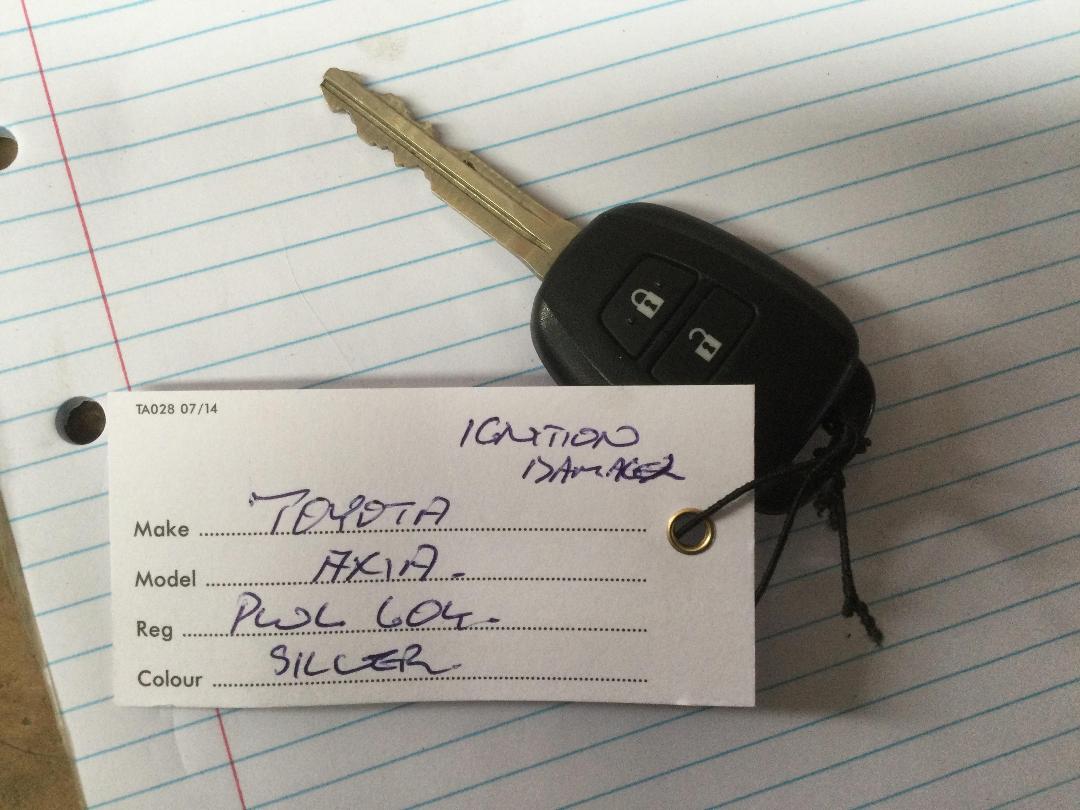 TA028 07/14
IGNITION
DAMAGED
Make TOYOTA
Model AXIA.
Reg PWL 604.
Colour SILVER.